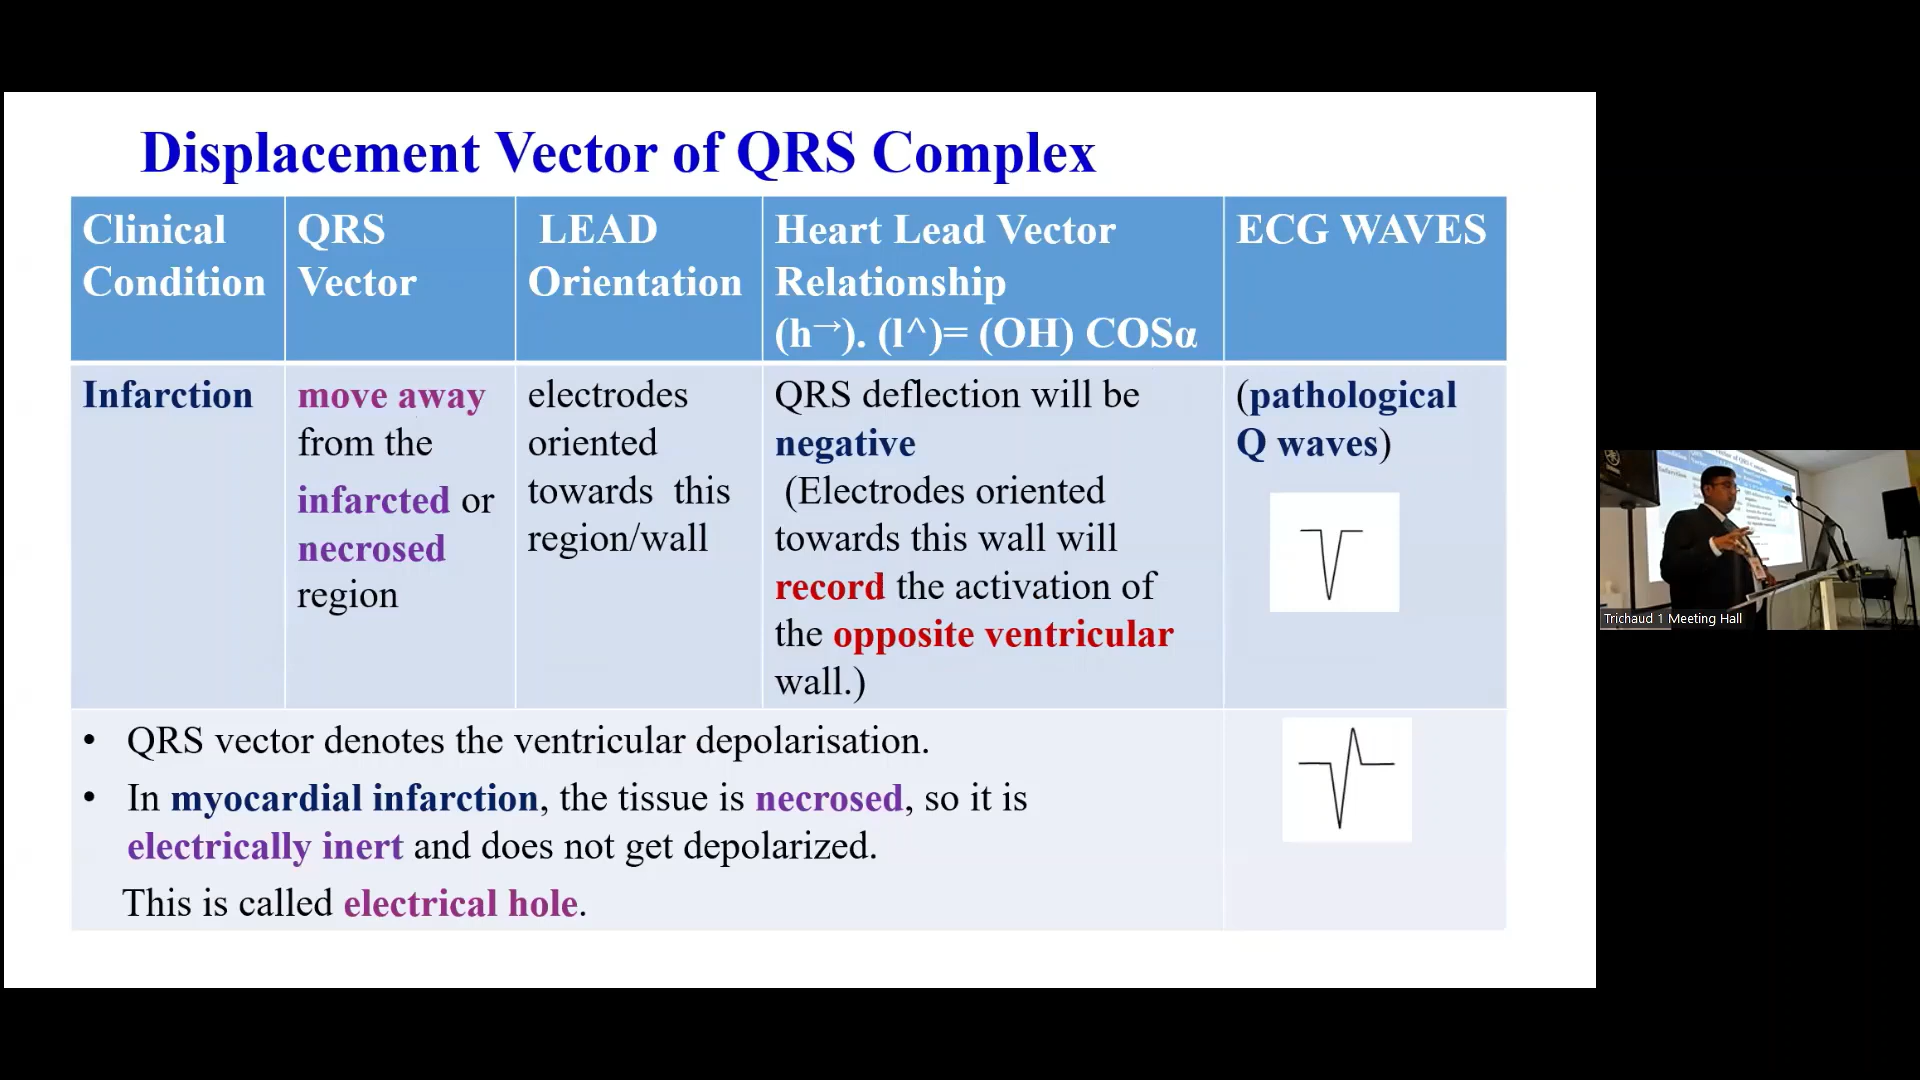 Displacement Vector of QRS Complex
Clinical
Condition
QRS
Vector
LEAD
Orientation
Heart Lead Vector
Relationship
(h→). (l^)= (OH) COSα
ECG WAVES
Infarction
move away
from the
infarcted or
necrosed
region
electrodes
oriented
towards this
region/wall
QRS deflection will be
negative
(Electrodes oriented
towards this wall will
record the activation of
the opposite ventricular
wall.)
(pathological
Q waves)
• QRS vector denotes the ventricular depolarisation.
• In myocardial infarction, the tissue is necrosed, so it is
electrically inert and does not get depolarized.
This is called electrical hole.
Trichaud 1 Meeting Hall